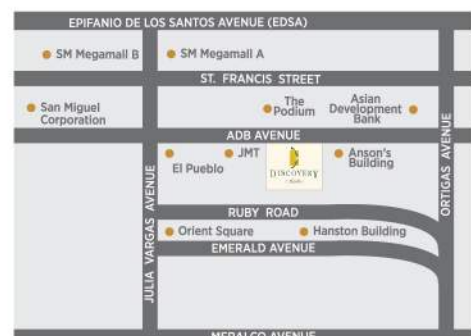 EPIFANIO DE LOS SANTOS AVENUE (EDSA)
SM Megamall B
SM Megamall A
ST. FRANCIS STREET
San Miguel
Corporation
The
Podium
Asian
Development
Bank
ADB AVENUE
El Pueblo
JMT
DISCOVERY
Anson's
Building
JULIA VARGAS AVENUE
ORTIGAS AVENUE
RUBY ROAD
Orient Square
Hanston Building
EMERALD AVENUE
MERALCO AVENUE